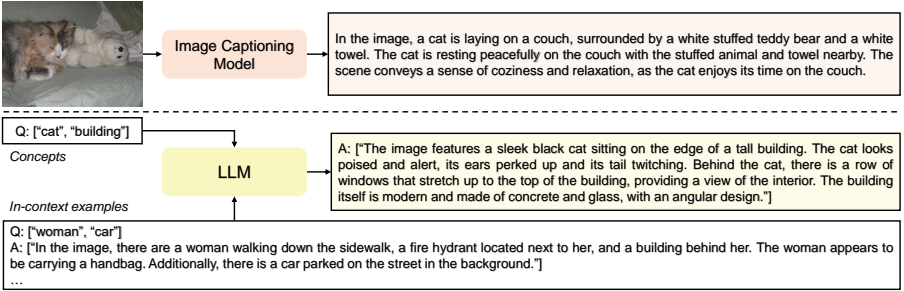 Image Captioning
Model
In the image, a cat is laying on a couch, surrounded by a white stuffed teddy bear and a white
towel. The cat is resting peacefully on the couch with the stuffed animal and towel nearby. The
scene conveys a sense of coziness and relaxation, as the cat enjoys its time on the couch.
Q: ["cat", "building"]
Concepts
LLM
A: ["The image features a sleek black cat sitting on the edge of a tall building. The cat looks
poised and alert, its ears perked up and its tail twitching. Behind the cat, there is a row of
windows that stretch up to the top of the building, providing a view of the interior. The building
itself is modern and made of concrete and glass, with an angular design."]
In-context examples
Q: ["woman", "car"]
A: ["In the image, there are a woman walking down the sidewalk, a fire hydrant located next to her, and a building behind her. The woman appears to
be carrying a handbag. Additionally, there is a car parked on the street in the background."]
…